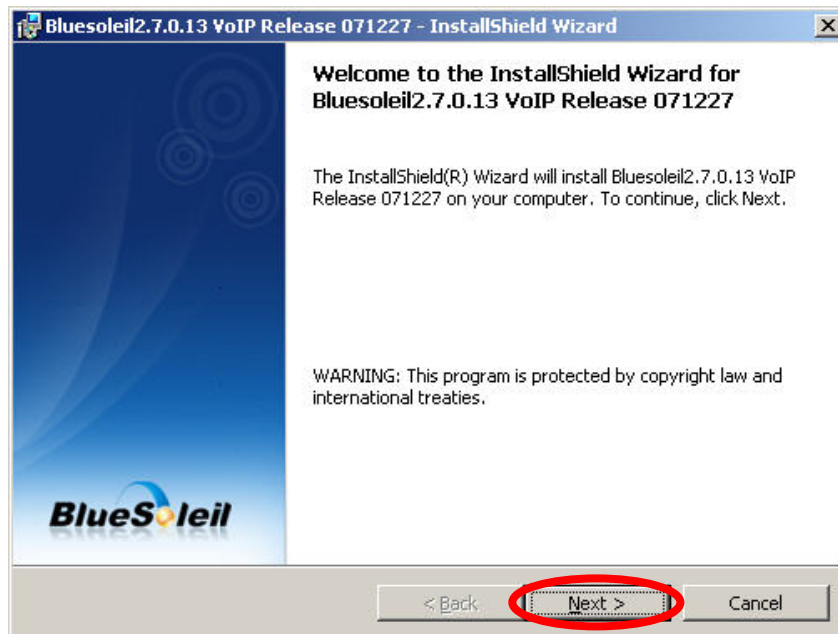 Bluesoleil2.7.0.13 VoIP Release 071227 - InstallShield Wizard
Welcome to the InstallShield Wizard for
Bluesoleil2.7.0.13 VoIP Release 071227
The InstallShield(R) Wizard will install Bluesoleil2.7.0.13 VoIP
Release 071227 on your computer. To continue, click Next.
WARNING: This program is protected by copyright law and
international treaties.
BlueSoleil
< Back
Next >
Cancel